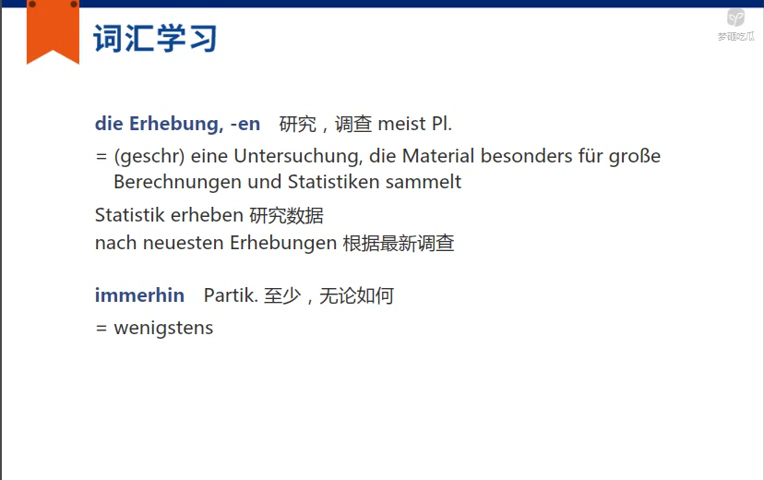 词汇学习
梦砸吃瓜
die Erhebung, -en 研究，调查 meist Pl.
= (geschr) eine Untersuchung, die Material besonders für große
Berechnungen und Statistiken sammelt
Statistik erheben 研究数据
nach neuesten Erhebungen 根据最新调查
immerhin Partik. 至少，无论如何
= wenigstens